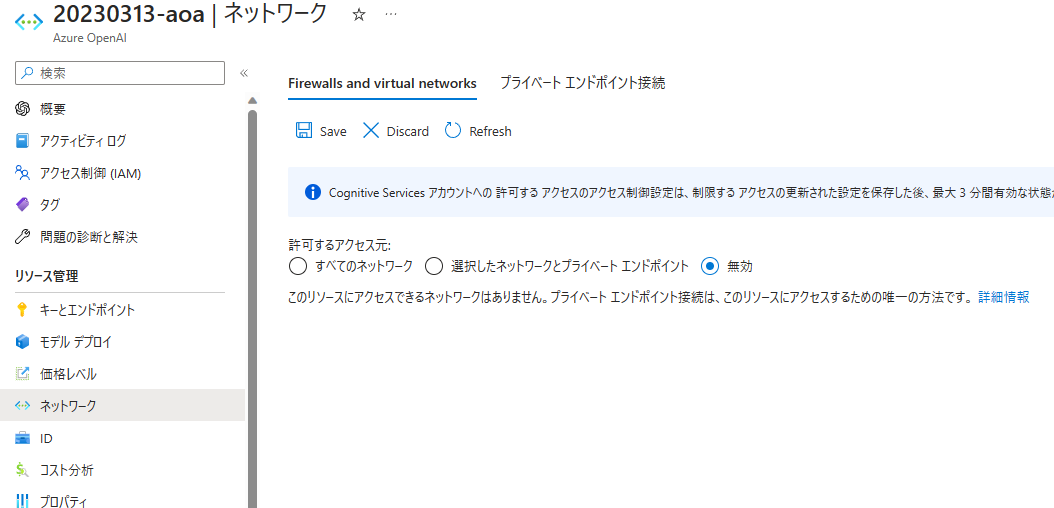 20230313-aoa | ネットワーク ☆ …
Azure OpenAI
検索 «
概要
アクティビティ ログ
アクセス制御 (IAM)
タグ
問題の診断と解決
リソース管理
キーとエンドポイント
モデル デプロイ
価格レベル
ネットワーク
ID
コスト分析
プロパティ
Firewalls and virtual networks プライベート エンドポイント接続
Save Discard Refresh
Cognitive Services アカウントへの 許可する アクセスのアクセス制御設定は、制限する アクセスの更新された設定を保存した後、最大 3 分間有効な状態が
許可するアクセス元:
すべてのネットワーク 選択したネットワークとプライベート エンドポイント 無効
このリソースにアクセスできるネットワークはありません。プライベート エンドポイント接続は、このリソースにアクセスするための唯一の方法です。 詳細情報